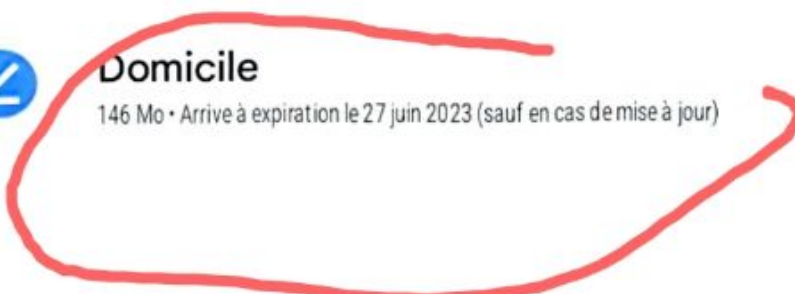 Domicile
146 Mo • Arrive à expiration le 27 juin 2023 (sauf en cas de mise à jour)